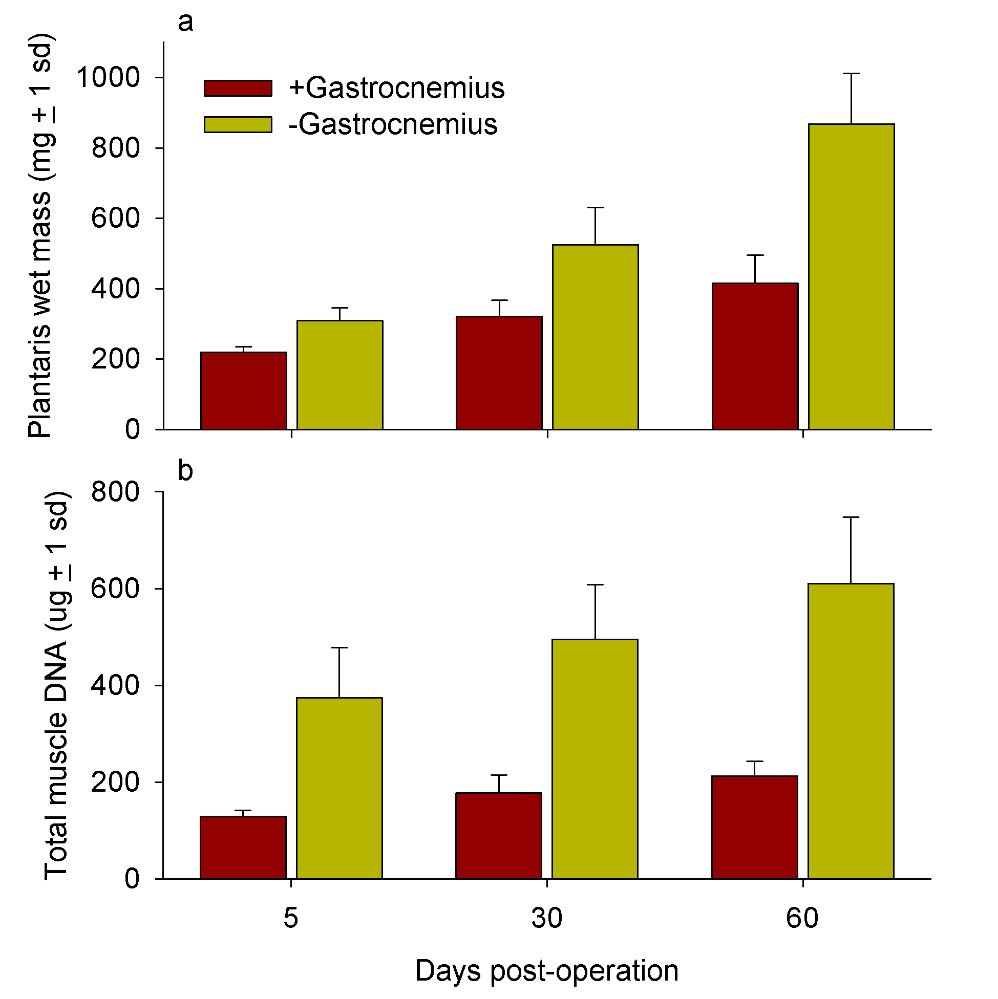 a
Plantaris wet mass (mg ± 1 sd)
1000
800
600
400
200
0
+Gastrocnemius
-Gastrocnemius
b
Total muscle DNA (ug ± 1 sd)
800
600
400
200
0
5 30 60
Days post-operation